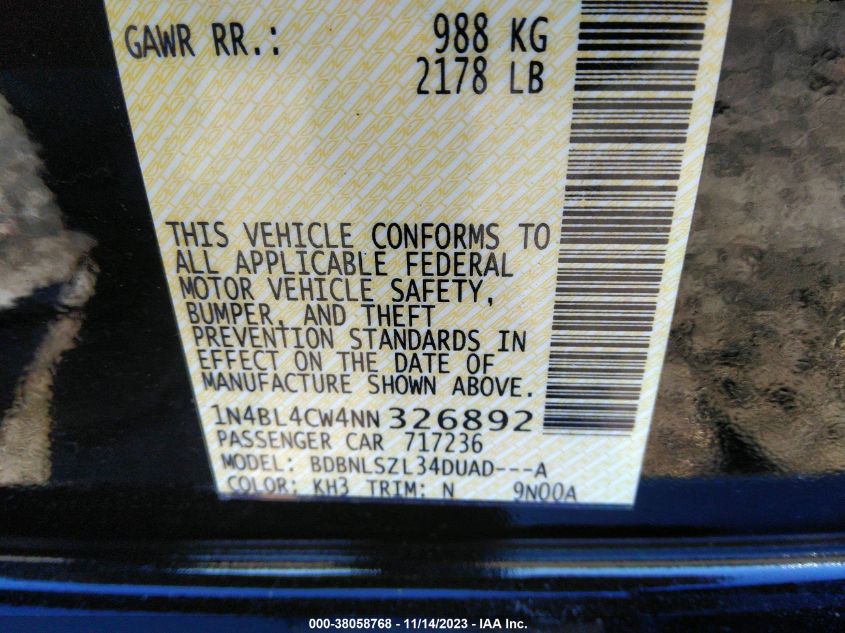 GAWR RR.: 988 KG
2178 LB
THIS VEHICLE CONFORMS TO
ALL APPLICABLE FEDERAL
MOTOR VEHICLE SAFETY,
BUMPER, AND THEFT
PREVENTION STANDARDS IN
EFFECT ON THE DATE OF
MANUFACTURE SHOWN ABOVE.
1N4BL4CW4NN326892
PASSENGER CAR 717236
MODEL: BDBNLSZL34DUAD---A
COLOR: KH3 TRIM: N 9N00A
000-38058768 - 11/14/2023 - IAA Inc.